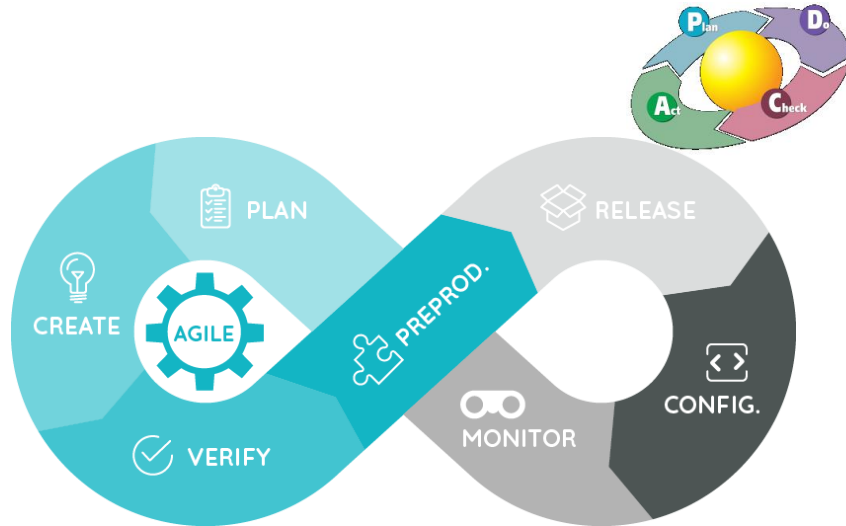 Plan
Do
Act
Check
PLAN
RELEASE
CREATE
AGILE
PREPROD.
CONFIG.
MONITOR
VERIFY